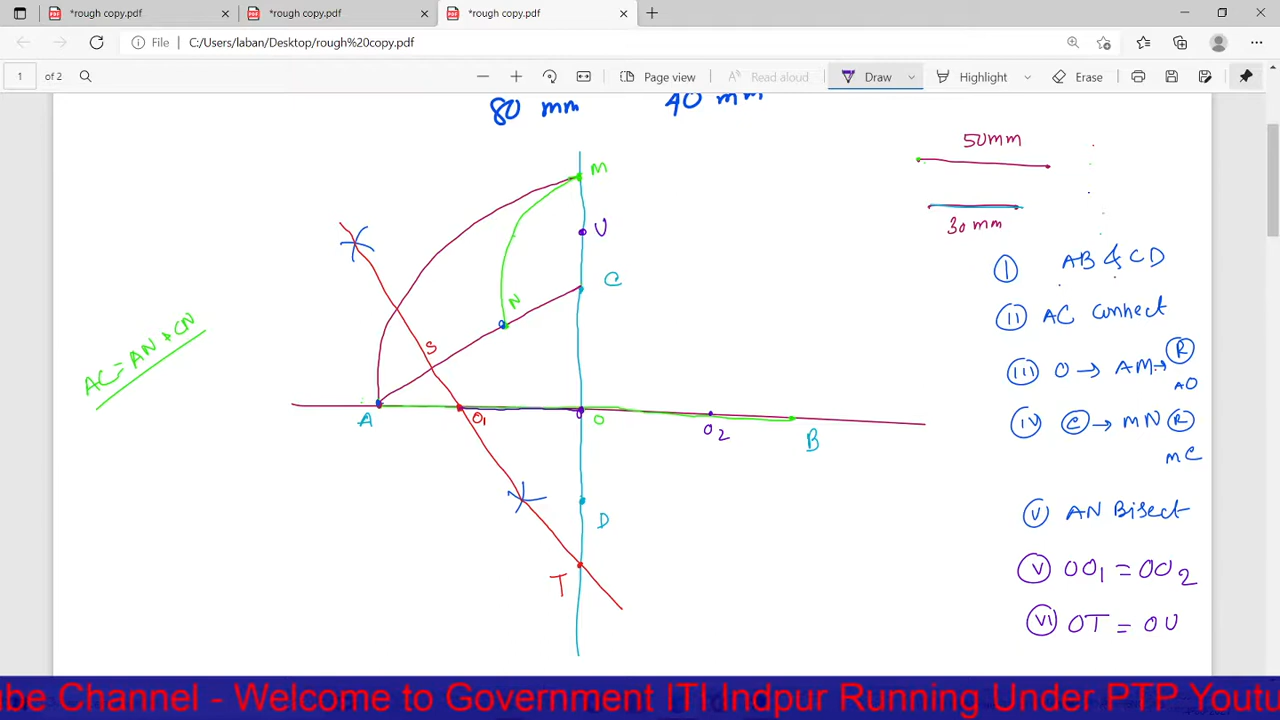 *rough copy.pdf
*rough copy.pdf
*rough copy.pdf
File C:/Users/laban/Desktop/rough%20copy.pdf
1 of 2
Page view
Read aloud
Draw
Highlight
Erase
80 mm 40 mm
50mm
30mm
M
U
C
N
S
A
O1
O
O2
B
D
T
AC=AN+CN
I AB & CD
II AC Connect
III O → AM → R
AO
IV C → MN R
MC
V AN Bisect
V OO1 = OO2
VI OT = OU
ube Channel - Welcome to Government ITI Indpur Running Under PTP Youtu